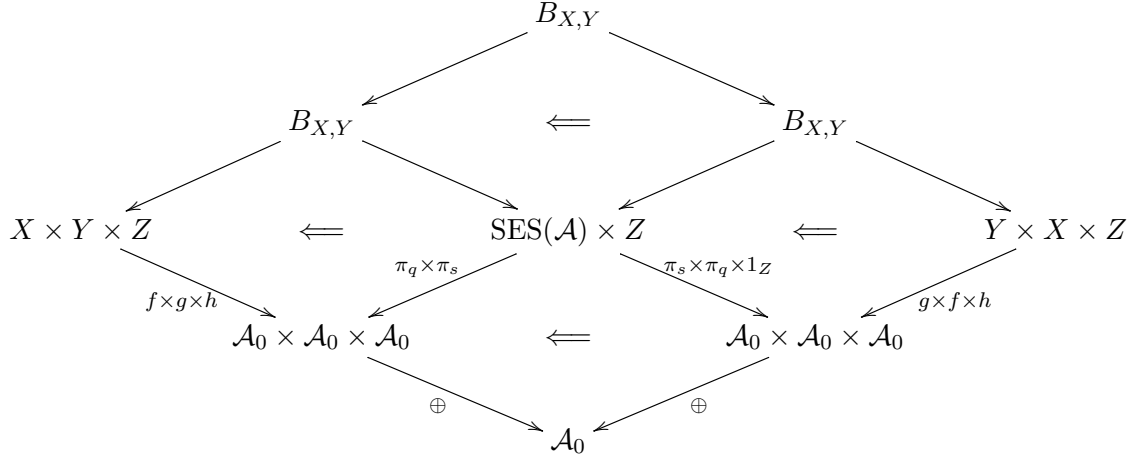 B_{X,Y}
B_{X,Y} ⟸ B_{X,Y}
X × Y × Z ⟸ SES(𝒜) × Z ⟸ Y × X × Z
f×g×h π_q×π_s π_s×π_q×1_Z g×f×h
𝒜_0 × 𝒜_0 × 𝒜_0 ⟸ 𝒜_0 × 𝒜_0 × 𝒜_0
⊕ ⊕
𝒜_0